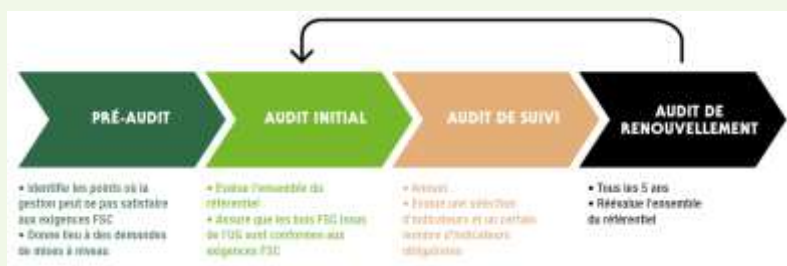 PRÉ-AUDIT
• Identifie les points où la
gestion peut ne pas satisfaire
aux exigences FSC
• Donne lieu à des demandes
de mises à niveau
AUDIT INITIAL
• Évalue l'ensemble du
référentiel
• Assure que les bois FSC issus
de l'UG sont conformes aux
exigences FSC
AUDIT DE SUIVI
• Annuel
• Évalue une sélection
d'indicateurs et un certain
nombre d'indicateurs
obligatoires
AUDIT DE
RENOUVELLEMENT
• Tous les 5 ans
• Réévalue l'ensemble
du référentiel